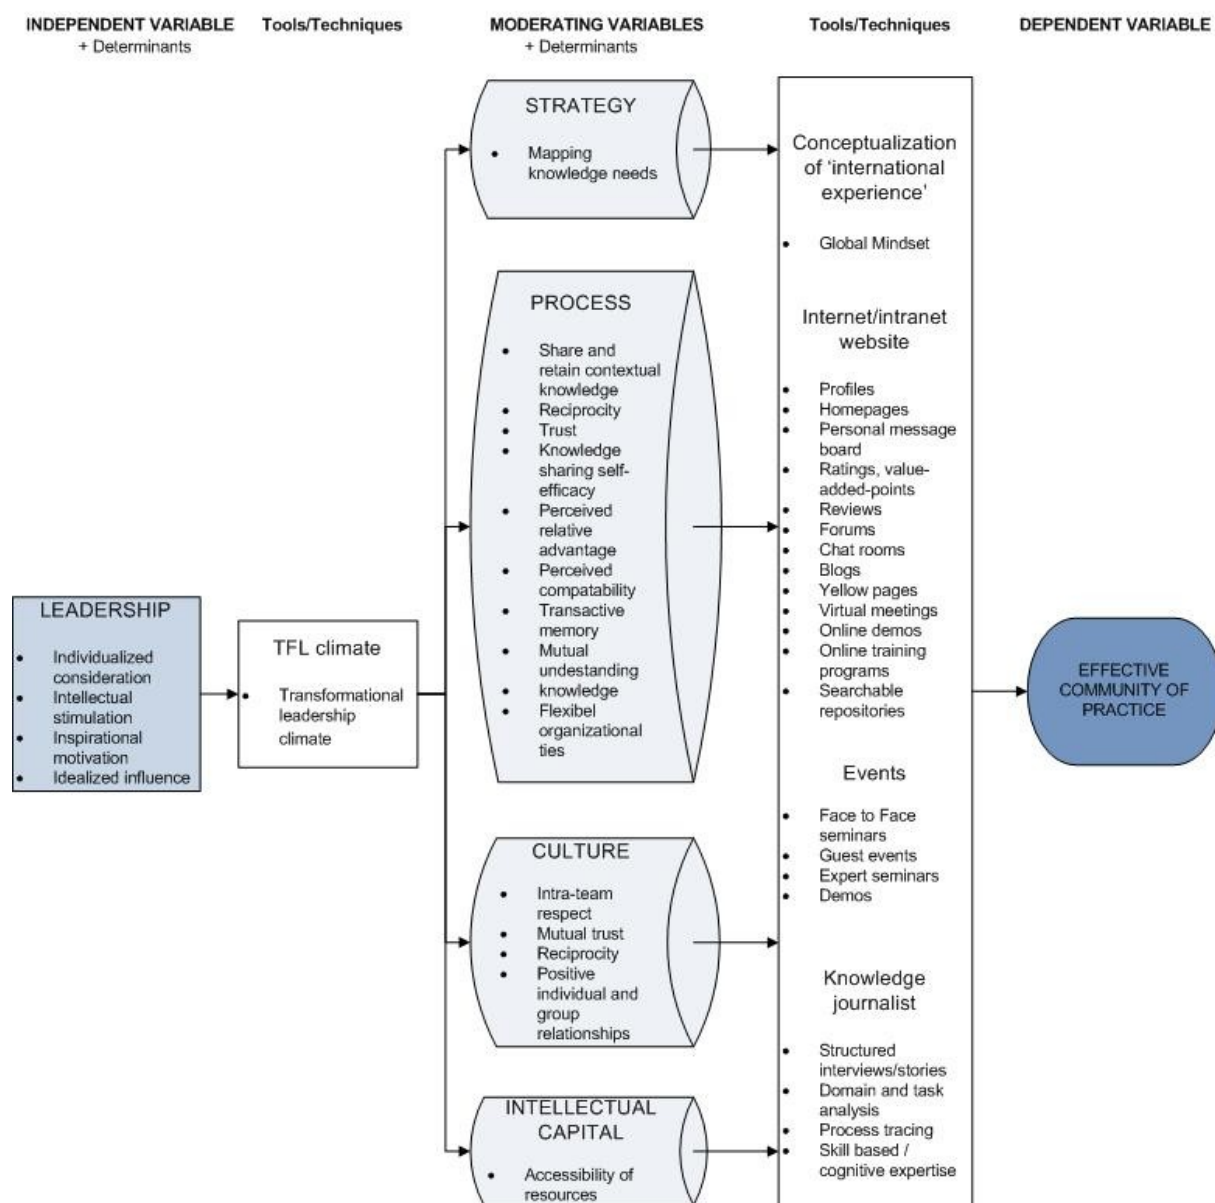 INDEPENDENT VARIABLE
+ Determinants
Tools/Techniques
MODERATING VARIABLES
+ Determinants
Tools/Techniques
DEPENDENT VARIABLE
LEADERSHIP
• Individualized
consideration
• Intellectual
stimulation
• Inspirational
motivation
• Idealized influence
TFL climate
• Transformational
leadership
climate
STRATEGY
• Mapping
knowledge needs
PROCESS
• Share and
retain contextual
knowledge
• Reciprocity
• Trust
• Knowledge
sharing self-
efficacy
• Perceived
relative
advantage
• Perceived
compatability
• Transactive
memory
• Mutual
undestanding
• knowledge
• Flexibel
organizational
ties
CULTURE
• Intra-team
respect
• Mutual trust
• Reciprocity
• Positive
individual and
group
relationships
INTELLECTUAL
CAPITAL
• Accessibility of
resources
Conceptualization
of ‘international
experience’
• Global Mindset
Internet/intranet
website
• Profiles
• Homepages
• Personal message
board
• Ratings, value-
added-points
• Reviews
• Forums
• Chat rooms
• Blogs
• Yellow pages
• Virtual meetings
• Online demos
• Online training
programs
• Searchable
repositories
Events
• Face to Face
seminars
• Guest events
• Expert seminars
• Demos
Knowledge
journalist
• Structured
interviews/stories
• Domain and task
analysis
• Process tracing
• Skill based /
cognitive expertise
EFFECTIVE
COMMUNITY OF
PRACTICE